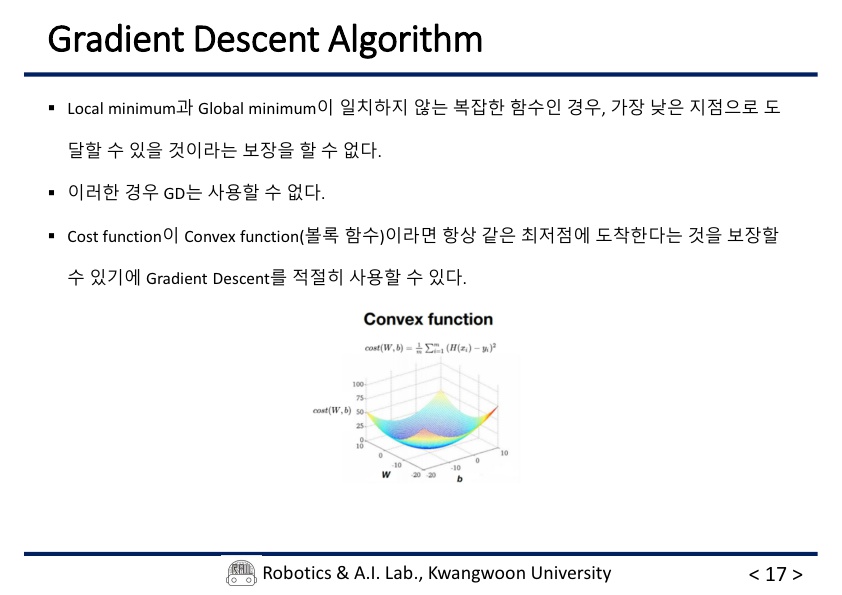 Gradient Descent Algorithm
▪ Local minimum과 Global minimum이 일치하지 않는 복잡한 함수인 경우, 가장 낮은 지점으로 도
달할 수 있을 것이라는 보장을 할 수 없다.
▪ 이러한 경우 GD는 사용할 수 없다.
▪ Cost function이 Convex function(볼록 함수)이라면 항상 같은 최저점에 도착한다는 것을 보장할
수 있기에 Gradient Descent를 적절히 사용할 수 있다.
Convex function
cost(W, b) = 1/m ∑ᵢ₌₁ᵐ (H(xᵢ) − yᵢ)²
100
75
cost(W, b) 50
25
0
10
0
-10
-20
W
-20
-10
0
10
b
RAIL Robotics & A.I. Lab., Kwangwoon University
< 17 >